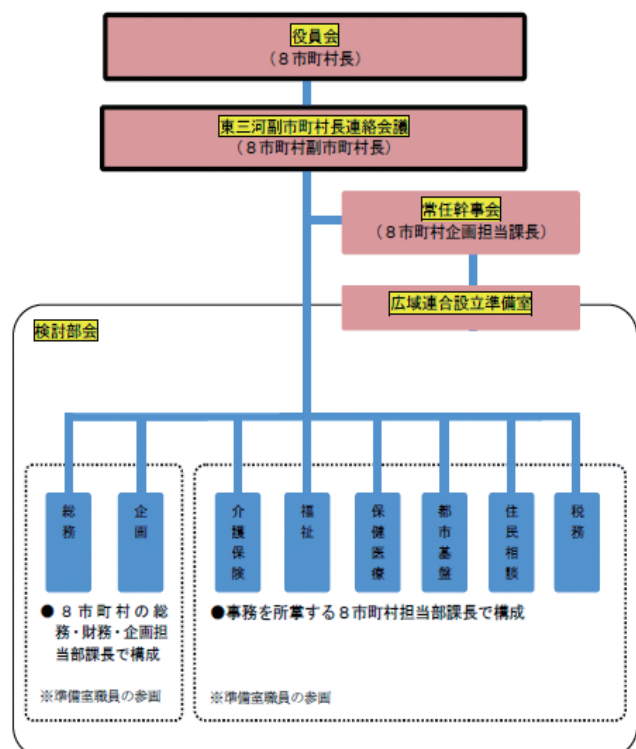 役員会
（８市町村長）
東三河副市町村長連絡会議
（８市町村副市町村長）
常任幹事会
（８市町村企画担当課長）
広域連合設立準備室
検討部会
総務
企画
介護保険
福祉
保健医療
都市基盤
住民相談
税務
●８市町村の総
務・財務・企画担
当部課長で構成
※準備室職員の参画
●事務を所掌する８市町村担当部課長で構成
※準備室職員の参画